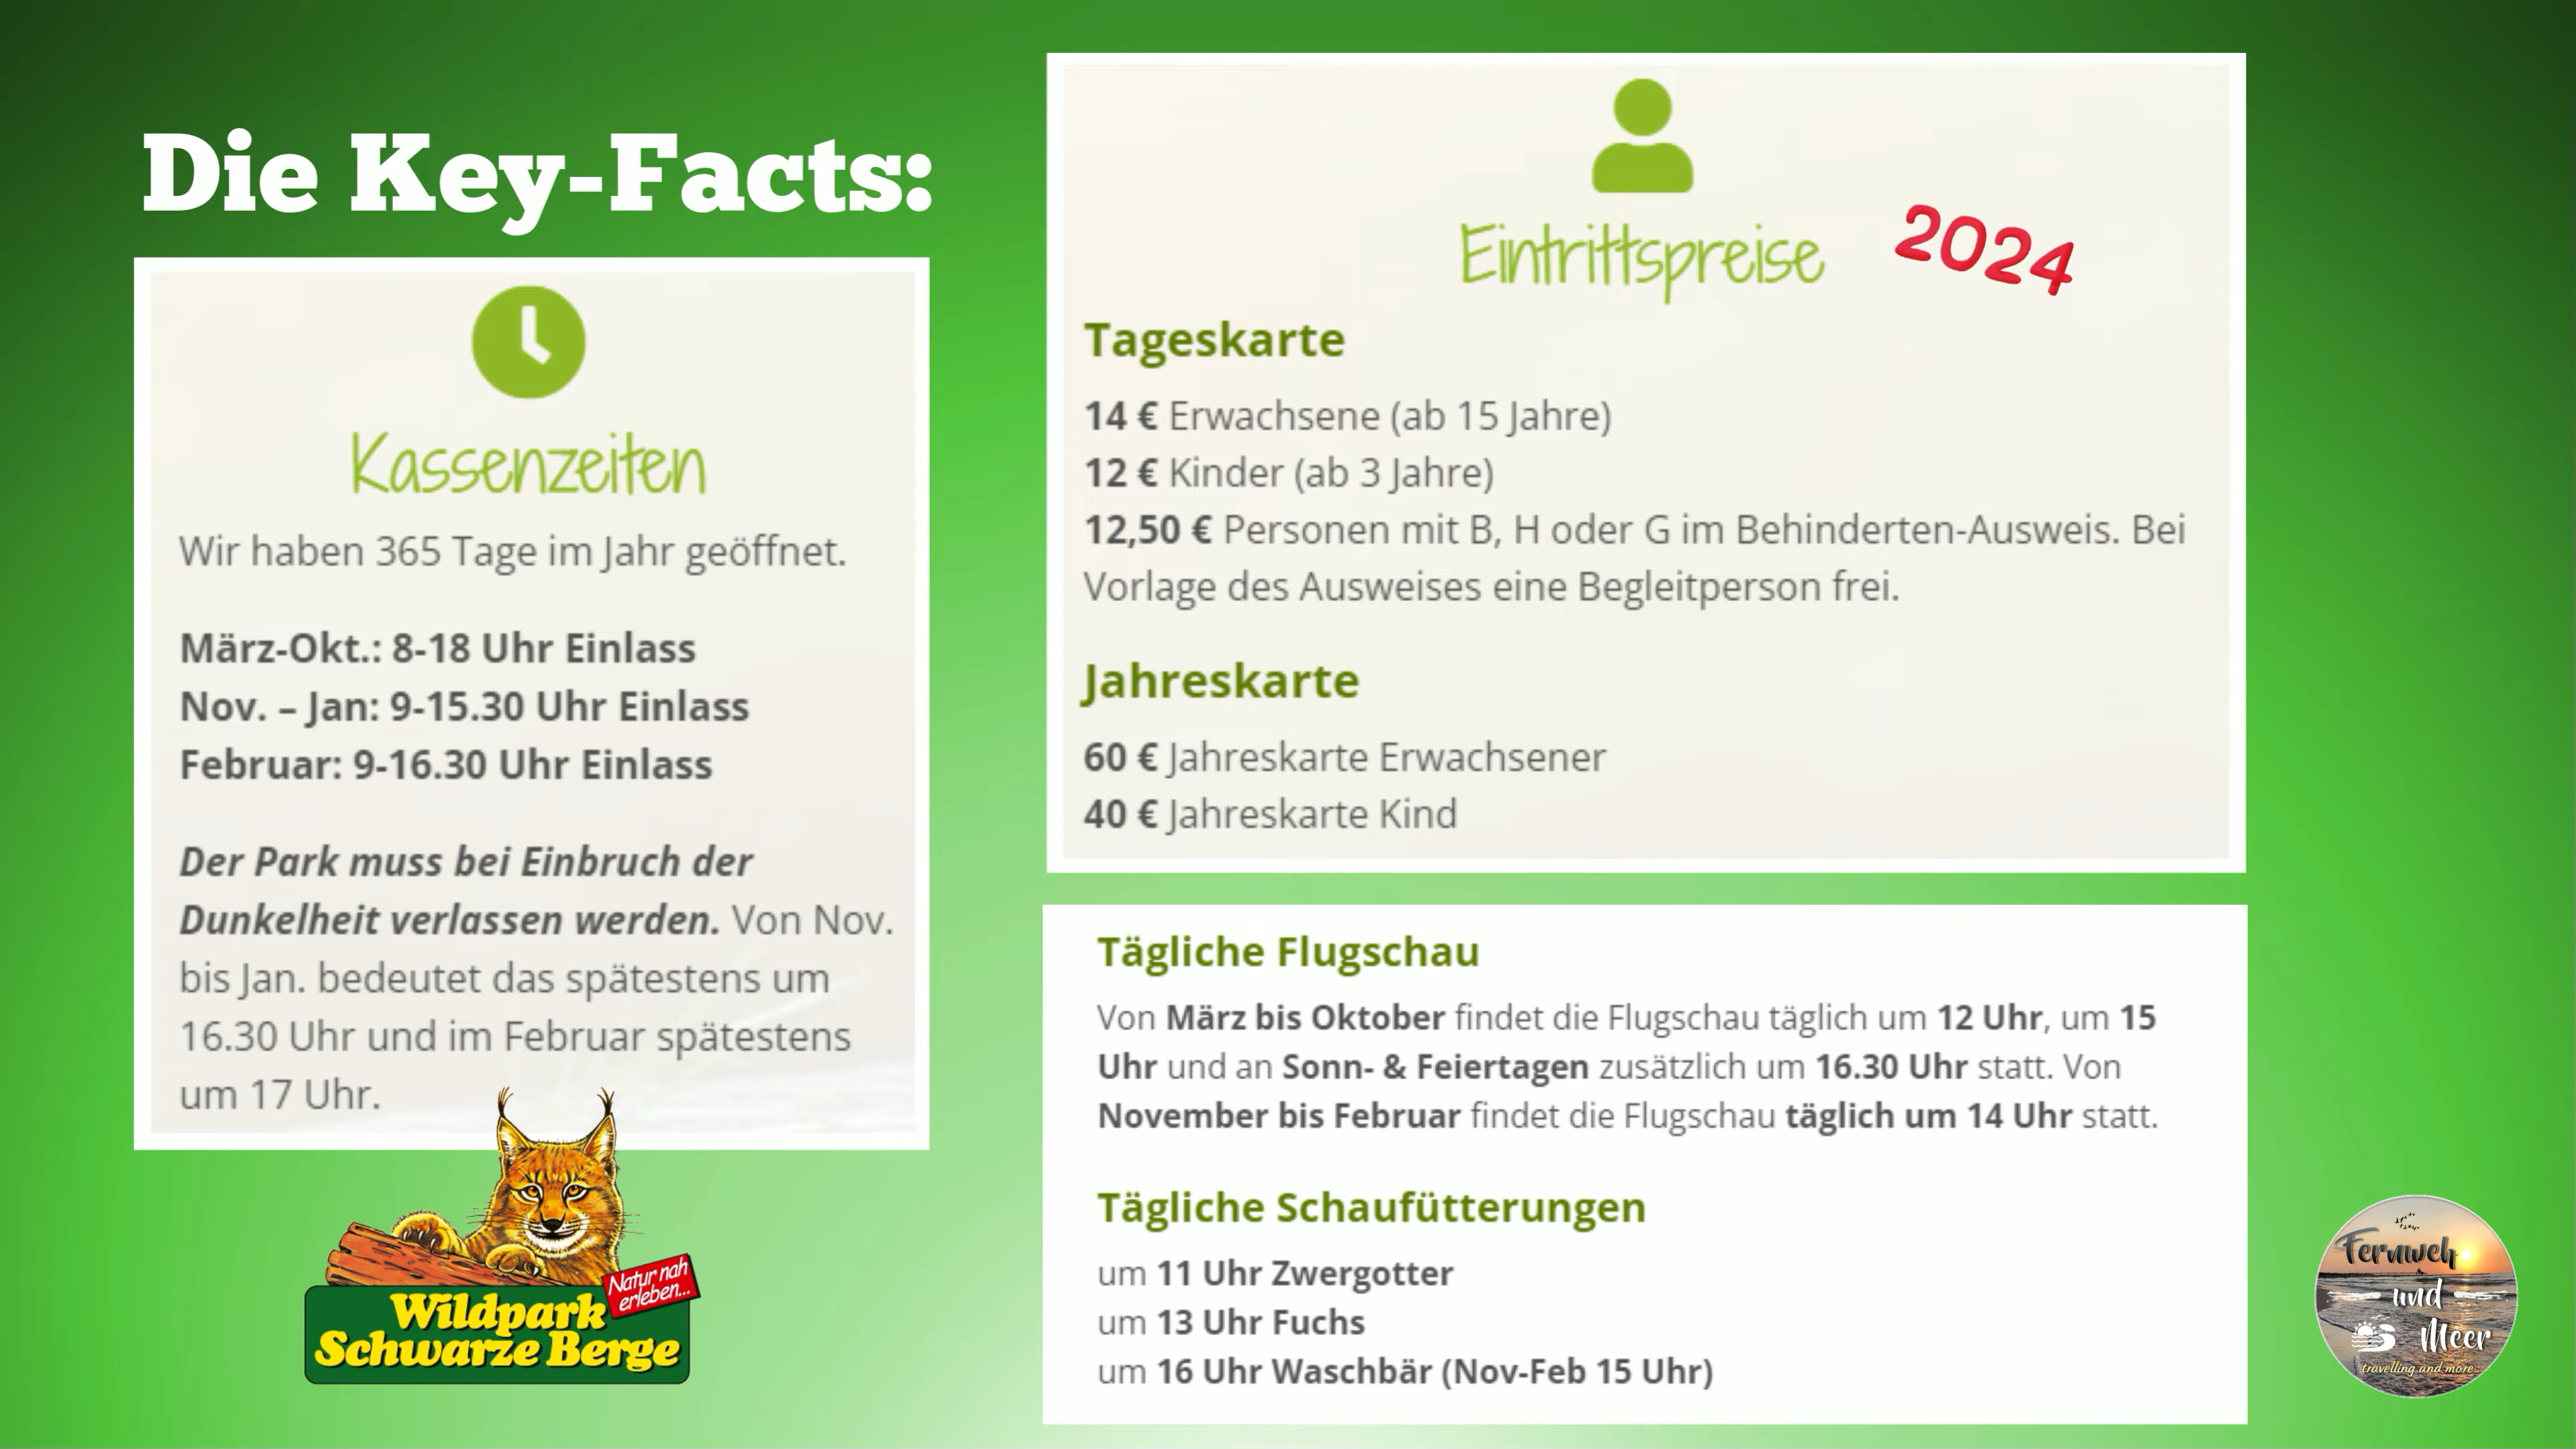 Die Key-Facts:
Kassenzeiten
Wir haben 365 Tage im Jahr geöffnet.
März-Okt.: 8-18 Uhr Einlass
Nov. – Jan: 9-15.30 Uhr Einlass
Februar: 9-16.30 Uhr Einlass
Der Park muss bei Einbruch der
Dunkelheit verlassen werden. Von Nov.
bis Jan. bedeutet das spätestens um
16.30 Uhr und im Februar spätestens
um 17 Uhr.
Natur nah
erleben...
Wildpark
Schwarze Berge
Eintrittspreise 2024
Tageskarte
14 € Erwachsene (ab 15 Jahre)
12 € Kinder (ab 3 Jahre)
12,50 € Personen mit B, H oder G im Behinderten-Ausweis. Bei
Vorlage des Ausweises eine Begleitperson frei.
Jahreskarte
60 € Jahreskarte Erwachsener
40 € Jahreskarte Kind
Tägliche Flugschau
Von März bis Oktober findet die Flugschau täglich um 12 Uhr, um 15
Uhr und an Sonn- & Feiertagen zusätzlich um 16.30 Uhr statt. Von
November bis Februar findet die Flugschau täglich um 14 Uhr statt.
Tägliche Schaufütterungen
um 11 Uhr Zwergotter
um 13 Uhr Fuchs
um 16 Uhr Waschbär (Nov-Feb 15 Uhr)
Fernweh
und
Meer
travelling and more